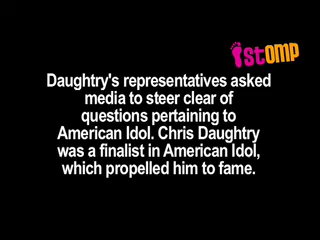 stomp
Daughtry's representatives asked
media to steer clear of
questions pertaining to
American Idol. Chris Daughtry
was a finalist in American Idol,
which propelled him to fame.